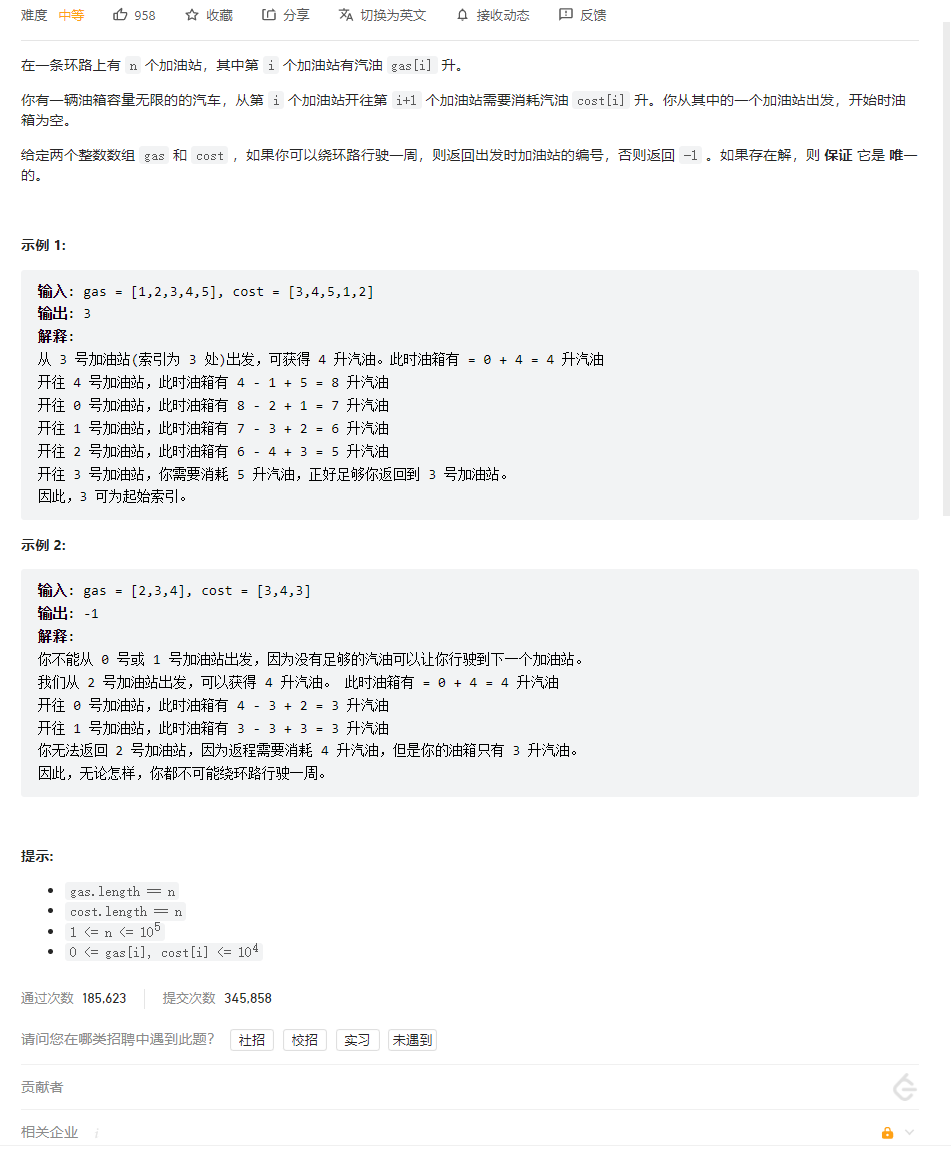 难度 中等 958 收藏 分享 切换为英文 接收动态 反馈
在一条环路上有 n 个加油站，其中第 i 个加油站有汽油 gas[i] 升。
你有一辆油箱容量无限的的汽车，从第 i 个加油站开往第 i+1 个加油站需要消耗汽油 cost[i] 升。你从其中的一个加油站出发，开始时油
箱为空。
给定两个整数数组 gas 和 cost ，如果你可以绕环路行驶一周，则返回出发时加油站的编号，否则返回 -1 。如果存在解，则 保证 它是 唯一
的。
示例 1:
输入: gas = [1,2,3,4,5], cost = [3,4,5,1,2]
输出: 3
解释:
从 3 号加油站(索引为 3 处)出发，可获得 4 升汽油。此时油箱有 = 0 + 4 = 4 升汽油
开往 4 号加油站，此时油箱有 4 - 1 + 5 = 8 升汽油
开往 0 号加油站，此时油箱有 8 - 2 + 1 = 7 升汽油
开往 1 号加油站，此时油箱有 7 - 3 + 2 = 6 升汽油
开往 2 号加油站，此时油箱有 6 - 4 + 3 = 5 升汽油
开往 3 号加油站，你需要消耗 5 升汽油，正好足够你返回到 3 号加油站。
因此，3 可为起始索引。
示例 2:
输入: gas = [2,3,4], cost = [3,4,3]
输出: -1
解释:
你不能从 0 号或 1 号加油站出发，因为没有足够的汽油可以让你行驶到下一个加油站。
我们从 2 号加油站出发，可以获得 4 升汽油。 此时油箱有 = 0 + 4 = 4 升汽油
开往 0 号加油站，此时油箱有 4 - 3 + 2 = 3 升汽油
开往 1 号加油站，此时油箱有 3 - 3 + 3 = 3 升汽油
你无法返回 2 号加油站，因为返程需要消耗 4 升汽油，但是你的油箱只有 3 升汽油。
因此，无论怎样，你都不可能绕环路行驶一周。
提示:
gas.length == n
cost.length == n
1 <= n <= 10⁵
0 <= gas[i], cost[i] <= 10⁴
通过次数 185,623 提交次数 345,858
请问您在哪类招聘中遇到此题? 社招 校招 实习 未遇到
贡献者
相关企业 i